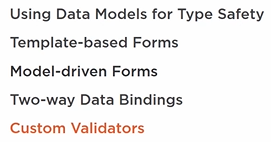 Using Data Models for Type Safety
Template-based Forms
Model-driven Forms
Two-way Data Bindings
Custom Validators